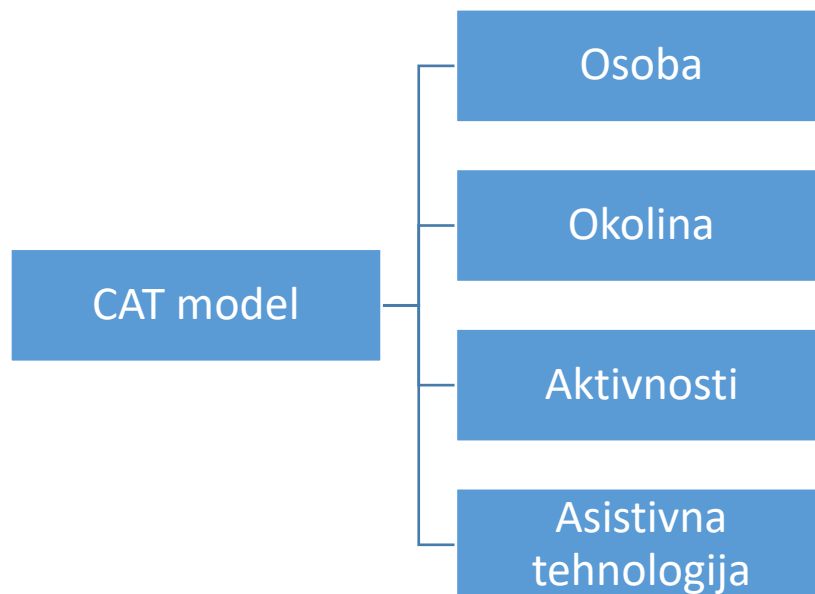 Osoba
Okolina
CAT model
Aktivnosti
Asistivna
tehnologija